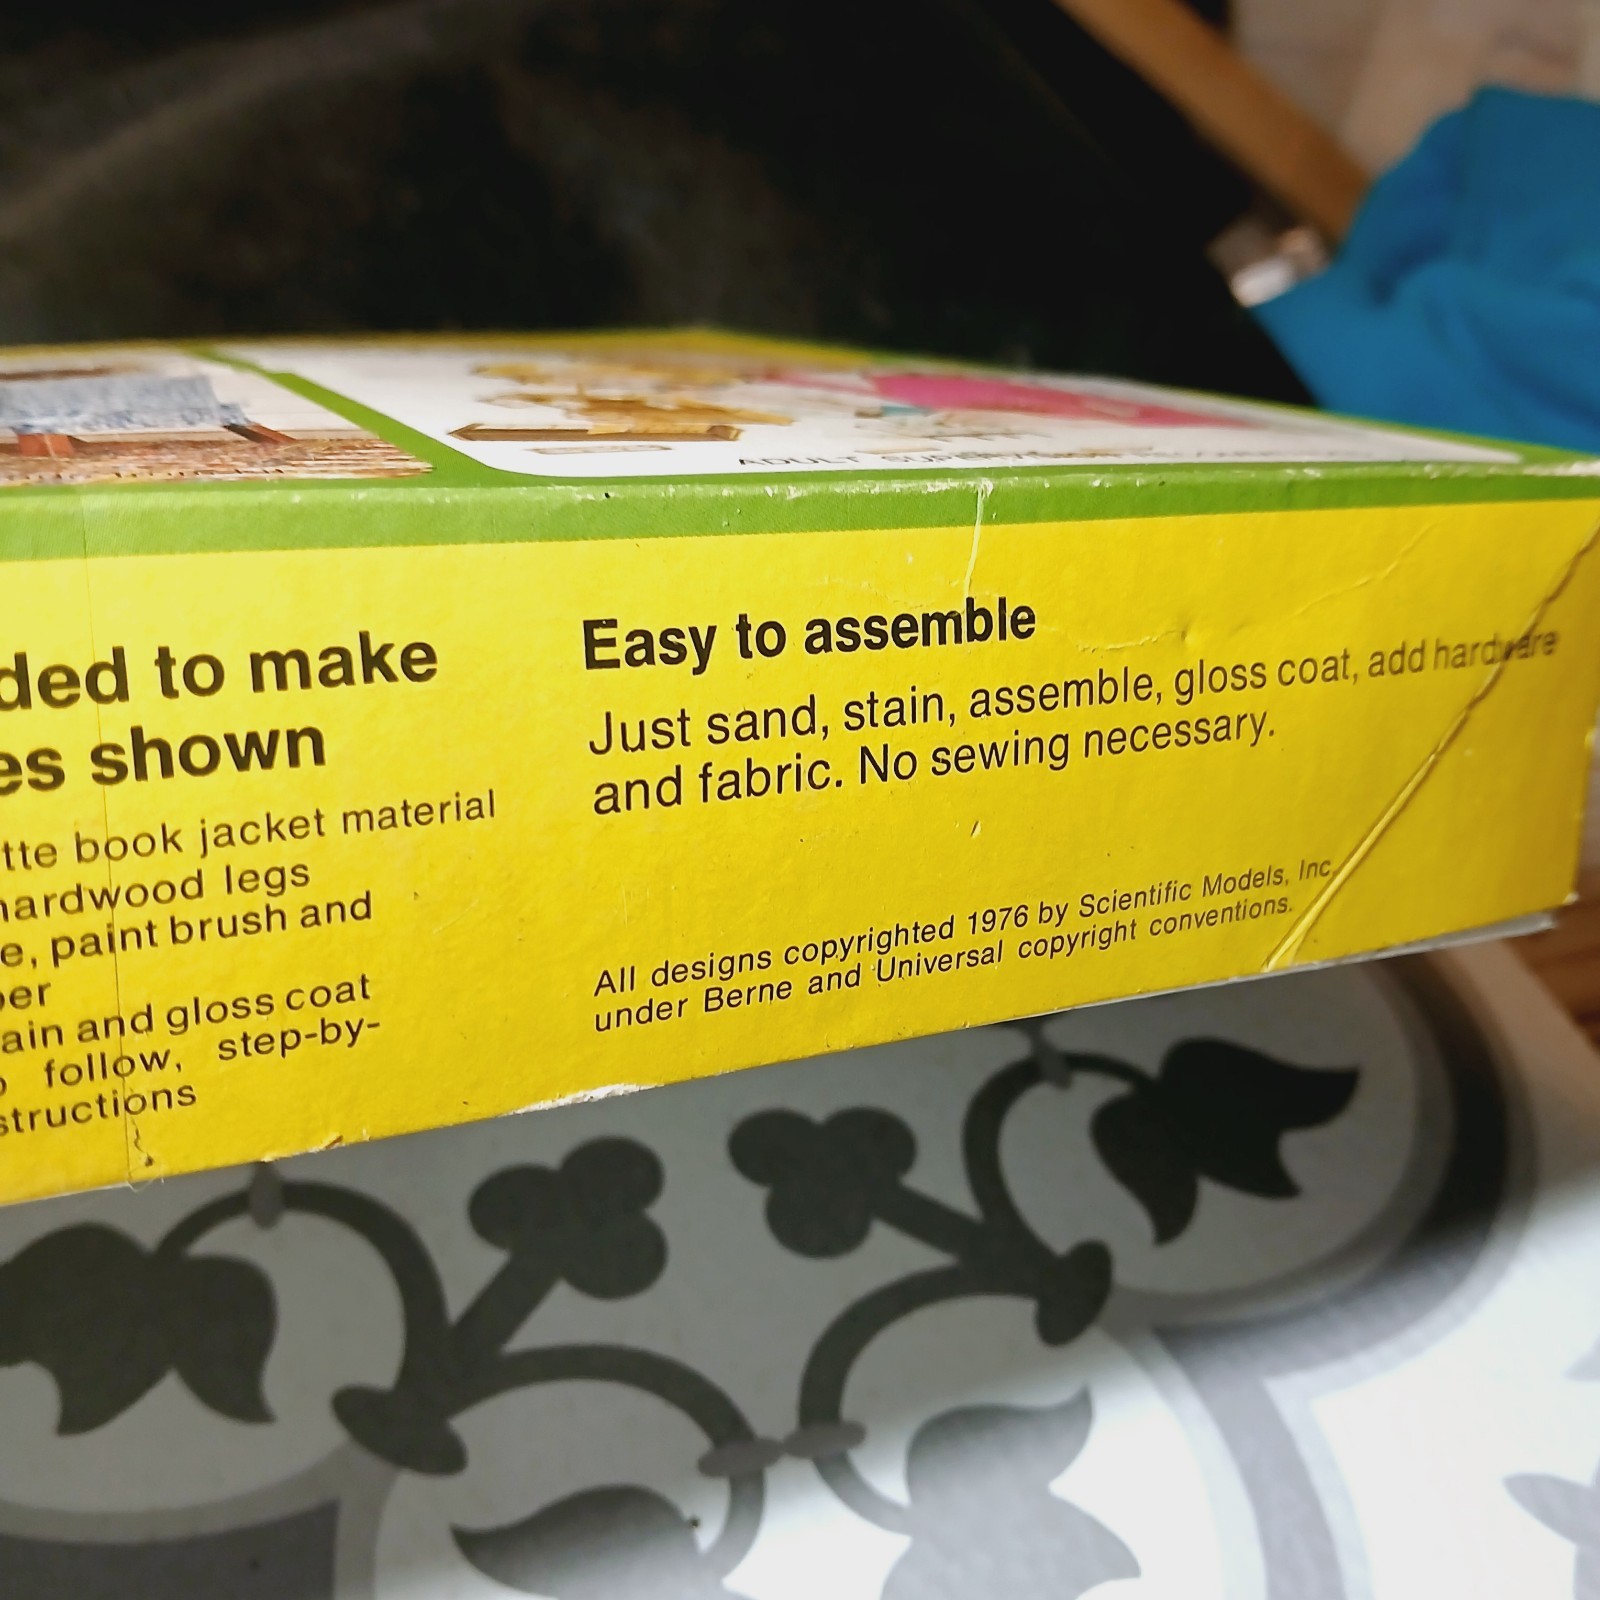 ADULT
ded to make
es shown
tte book jacket material
hardwood legs
e, paint brush and
per
ain and gloss coat
o follow, step-by-
structions
Easy to assemble
Just sand, stain, assemble, gloss coat, add hardware
and fabric. No sewing necessary.
All designs copyrighted 1976 by Scientific Models, Inc.
under Berne and Universal copyright conventions.